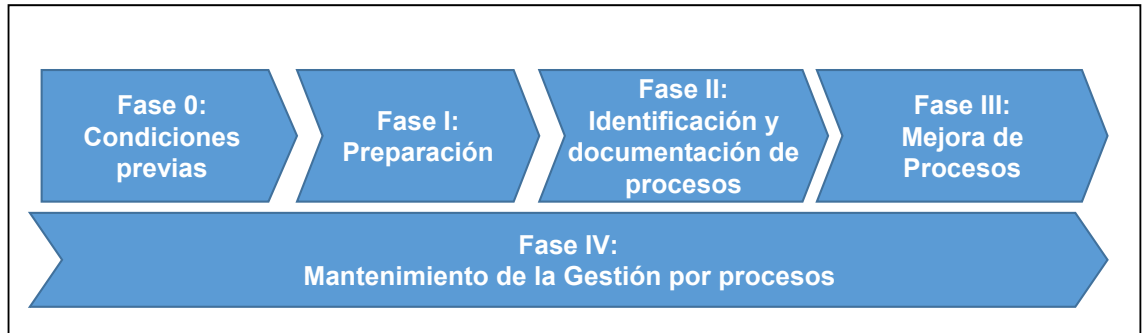 Fase 0:
Condiciones
previas
Fase I:
Preparación
Fase II:
Identificación y
documentación de
procesos
Fase III:
Mejora de
Procesos
Fase IV:
Mantenimiento de la Gestión por procesos